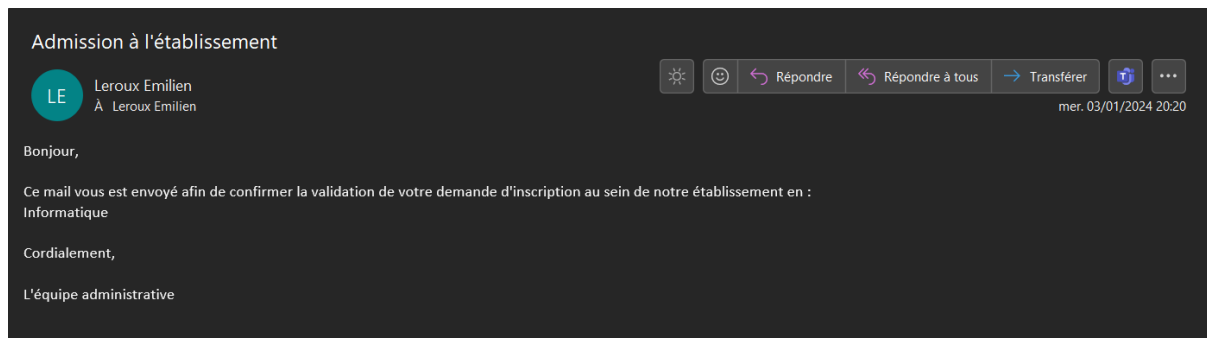 Admission à l'établissement
LE
Leroux Emilien
À Leroux Emilien
Répondre
Répondre à tous
Transférer
mer. 03/01/2024 20:20
Bonjour,
Ce mail vous est envoyé afin de confirmer la validation de votre demande d'inscription au sein de notre établissement en :
Informatique
Cordialement,
L'équipe administrative